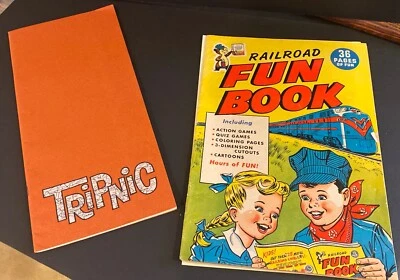 TRIPNIC
RAILROAD
FUN
BOOK
36
PAGES
OF FUN
Including
• ACTION GAMES
• QUIZ GAMES
• COLORING PAGES
• 3-DIMENSION
CUTOUTS
• CARTOONS
Hours of FUN!
RAILROAD
FUN
BOOK